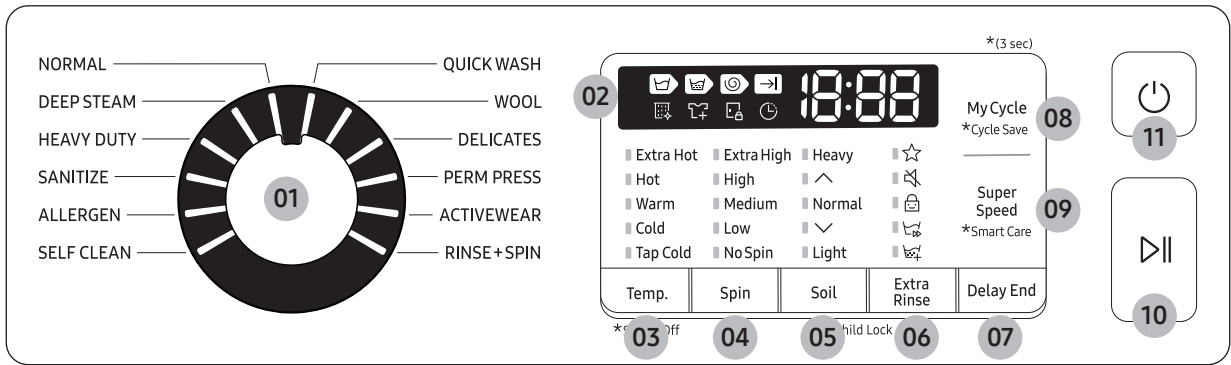 NORMAL
DEEP STEAM
HEAVY DUTY
SANITIZE
ALLERGEN
SELF CLEAN
01
QUICK WASH
WOOL
DELICATES
PERM PRESS
ACTIVEWEAR
RINSE+SPIN
*(3 sec)
02
18:88
Extra Hot
Hot
Warm
Cold
Tap Cold
Extra High
High
Medium
Low
No Spin
Heavy
Normal
Light
My Cycle
*Cycle Save
08
Super
Speed
*Smart Care
09
Temp.
Spin
Soil
Extra
Rinse
Delay End
03
04
05
06
07
Off
Lock
11
10